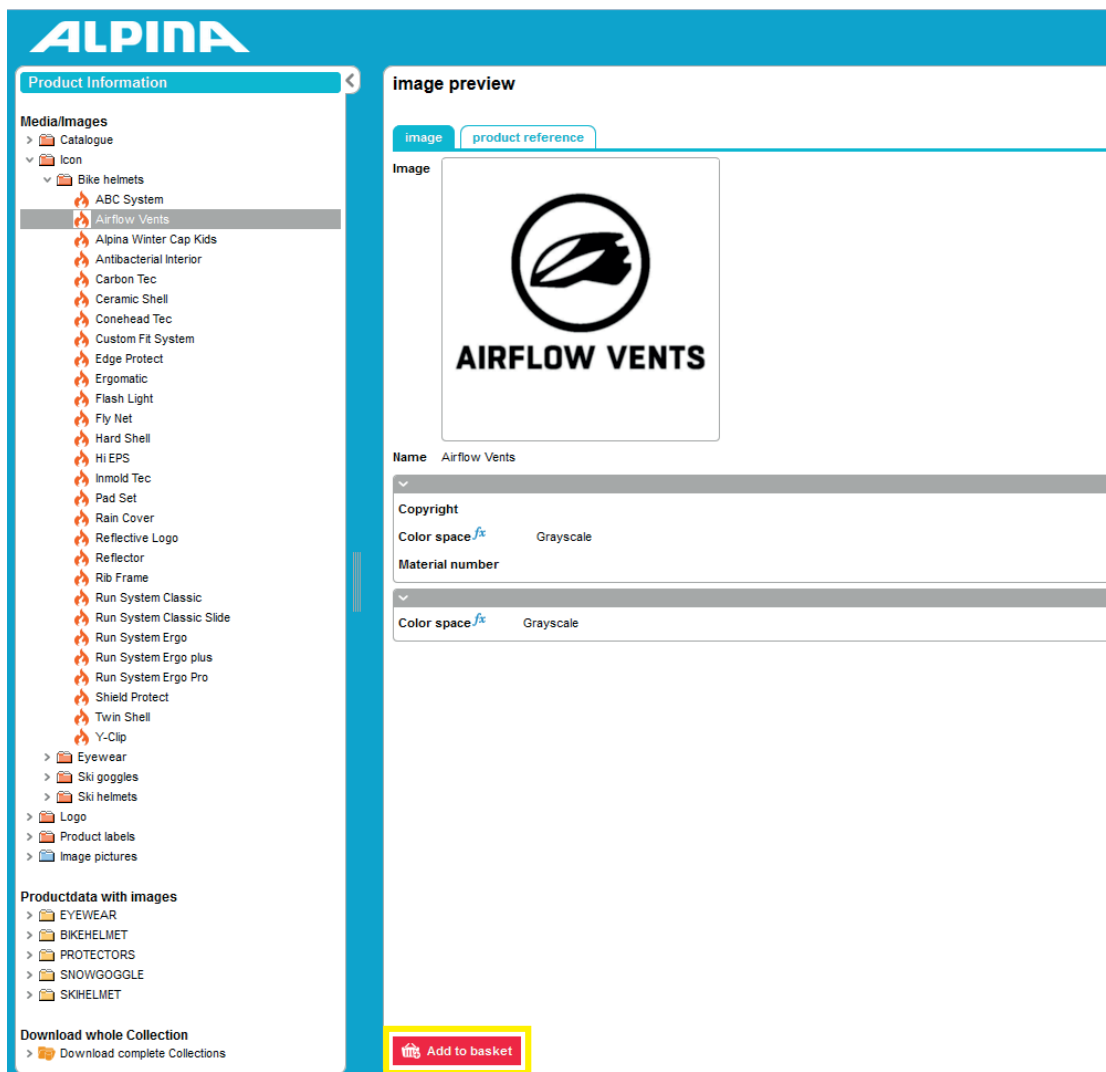 ALPINA
Product Information
Media/Images
Catalogue
Icon
Bike helmets
ABC System
Airflow Vents
Alpina Winter Cap Kids
Antibacterial Interior
Carbon Tec
Ceramic Shell
Conehead Tec
Custom Fit System
Edge Protect
Ergomatic
Flash Light
Fly Net
Hard Shell
Hi EPS
Inmold Tec
Pad Set
Rain Cover
Reflective Logo
Reflector
Rib Frame
Run System Classic
Run System Classic Slide
Run System Ergo
Run System Ergo plus
Run System Ergo Pro
Shield Protect
Twin Shell
Y-Clip
Eyewear
Ski goggles
Ski helmets
Logo
Product labels
Image pictures
Productdata with images
EYEWEAR
BIKEHELMET
PROTECTORS
SNOWGOGGLE
SKIHELMET
Download whole Collection
Download complete Collections
image preview
image product reference
Image
AIRFLOW VENTS
Name Airflow Vents
Copyright
Color space fx Grayscale
Material number
Color space fx Grayscale
Add to basket